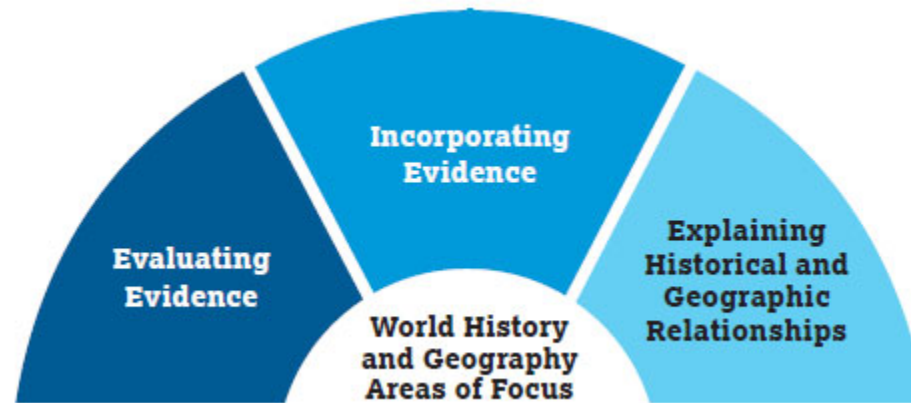 Evaluating
Evidence
Incorporating
Evidence
Explaining
Historical and
Geographic
Relationships
World History
and Geography
Areas of Focus